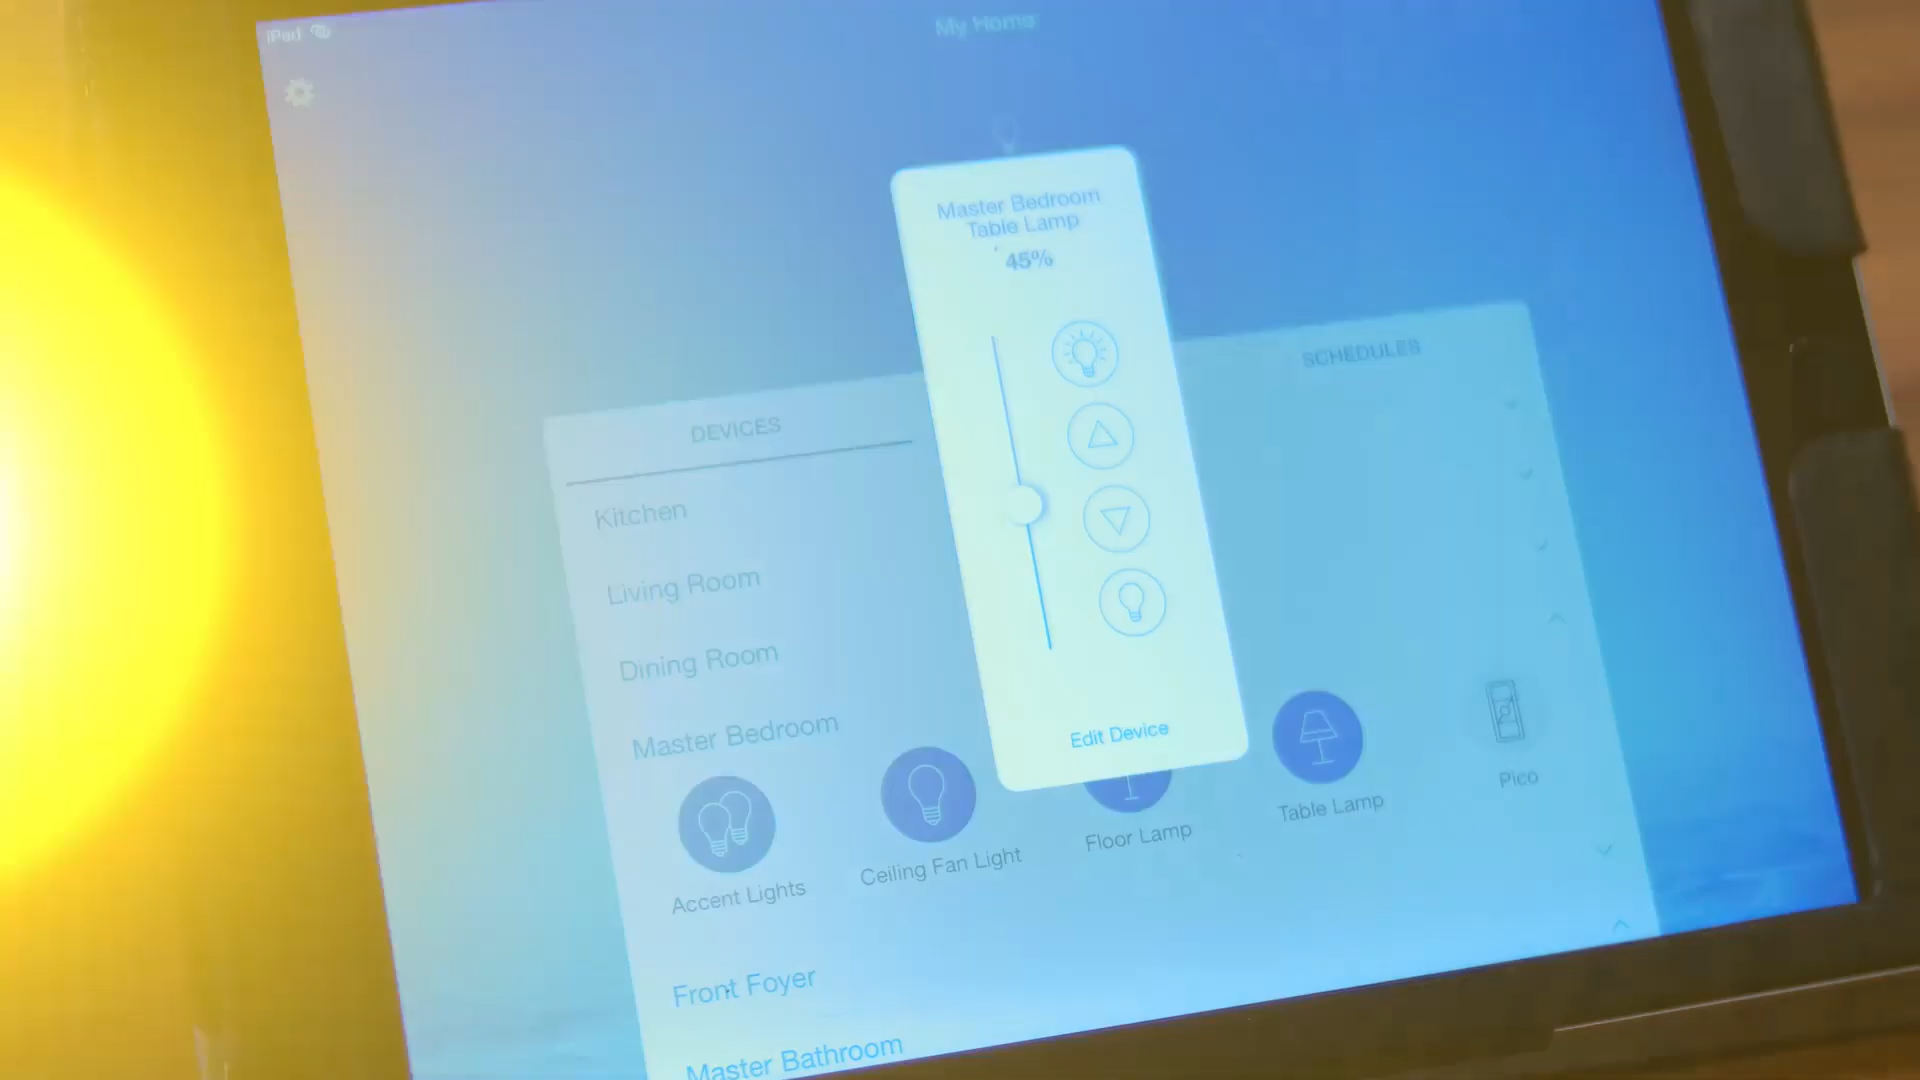 iPad
My Home
Master Bedroom
Table Lamp
45%
Edit Device
DEVICES
SCHEDULES
Kitchen
Living Room
Dining Room
Master Bedroom
Accent Lights
Ceiling Fan Light
Floor Lamp
Table Lamp
Pico
Front Foyer
Master Bathroom